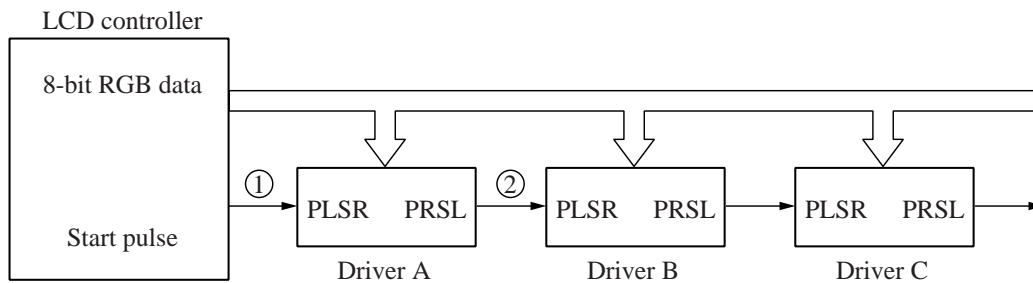 LCD controller
8-bit RGB data
① ②
PLSR PRSL PLSR PRSL PLSR PRSL
Start pulse
Driver A Driver B Driver C